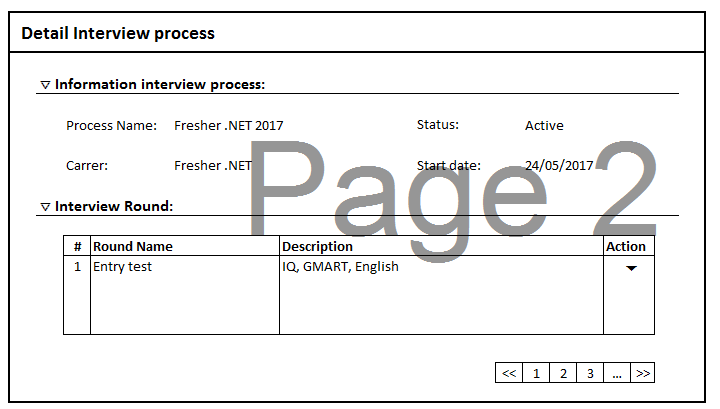 Detail Interview process
▽ Information interview process:
Process Name: Fresher .NET 2017 Status: Active
Carrer: Fresher .NET Start date: 24/05/2017
Page 2
▽ Interview Round:
# Round Name Description Action
1 Entry test IQ, GMART, English ▼
<< 1 2 3 ... >>